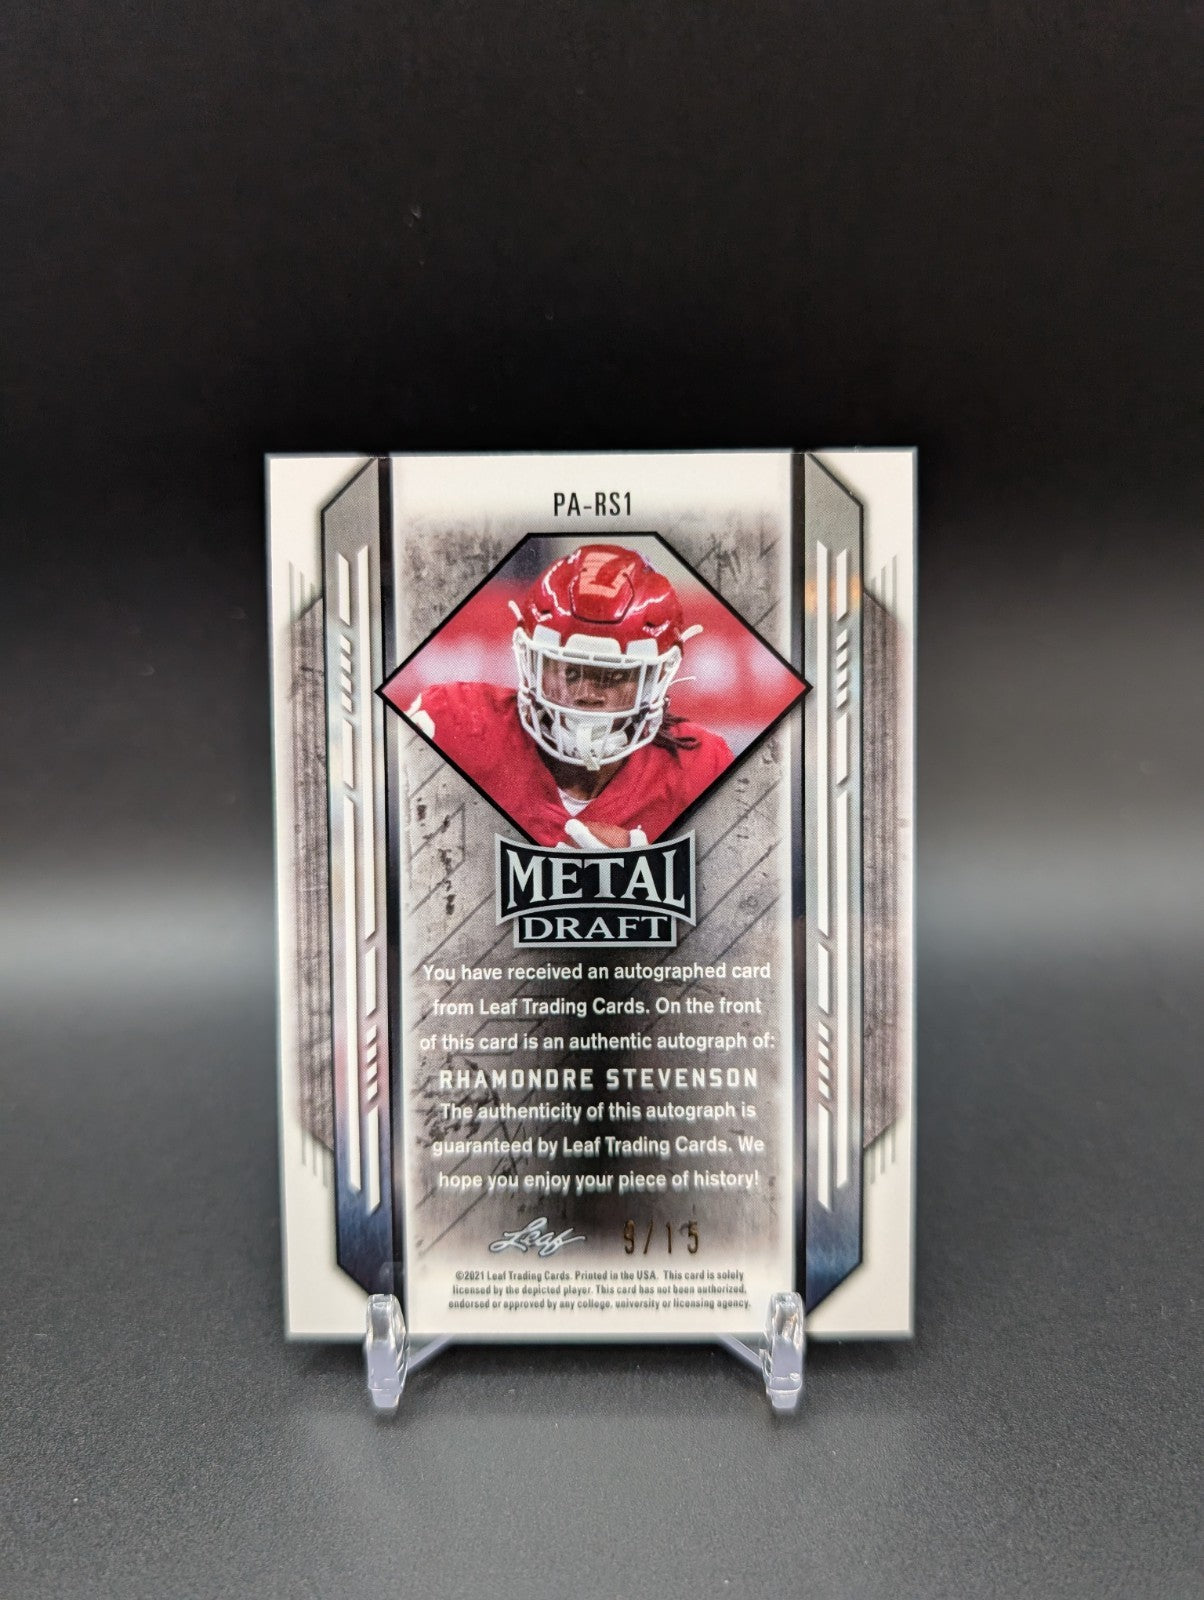 PA-RS1
METAL
DRAFT
You have received an autographed card
from Leaf Trading Cards. On the front
of this card is an authentic autograph of:
RHAMONDRE STEVENSON
The authenticity of this autograph is
guaranteed by Leaf Trading Cards. We
hope you enjoy your piece of history!
Leaf 9/15
©2021 Leaf Trading Cards. Printed in the USA. This card is solely
licensed by the depicted player. This card has not been authorized,
endorsed or approved by any college, university or licensing agency.